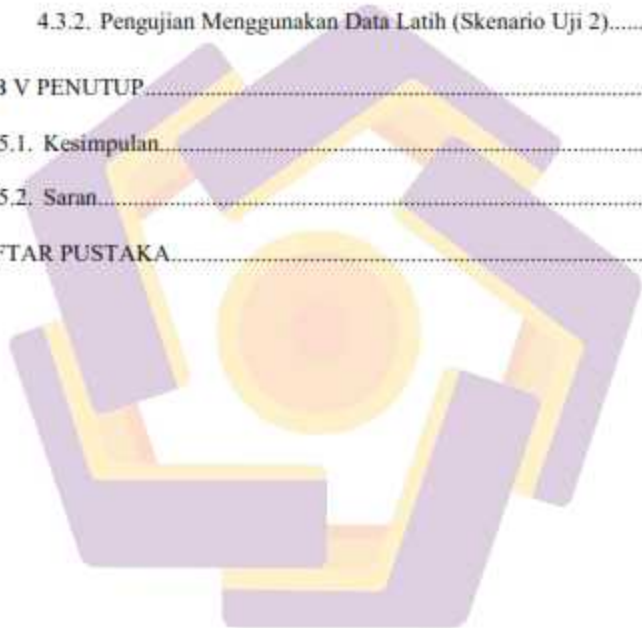 4.3.2. Pengujian Menggunakan Data Latih (Skenario Uji 2)......
B V PENUTUP..........................................................................
5.1. Kesimpulan.......................................................................
5.2. Saran.................................................................................
FTAR PUSTAKA....................................................................